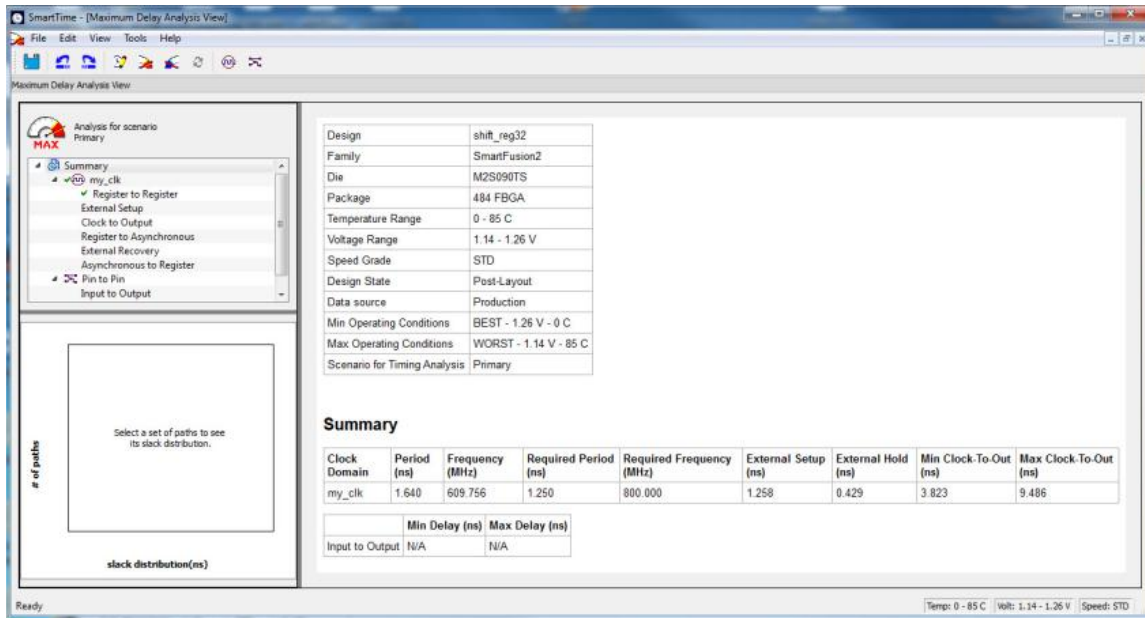 SmartTime - [Maximum Delay Analysis View]
File Edit View Tools Help
Maximum Delay Analysis View
Analysis for scenario
Primary
MAX
Summary
my_clk
Register to Register
External Setup
Clock to Output
Register to Asynchronous
External Recovery
Asynchronous to Register
Pin to Pin
Input to Output
# of paths
Select a set of paths to see
its slack distribution.
slack distribution(ns)
Design shift_reg32
Family SmartFusion2
Die M2S090TS
Package 484 FBGA
Temperature Range 0 - 85 C
Voltage Range 1.14 - 1.26 V
Speed Grade STD
Design State Post-Layout
Data source Production
Min Operating Conditions BEST - 1.26 V - 0 C
Max Operating Conditions WORST - 1.14 V - 85 C
Scenario for Timing Analysis Primary
Summary
Clock Domain Period (ns) Frequency (MHz) Required Period (ns) Required Frequency (MHz) External Setup (ns) External Hold (ns) Min Clock-To-Out (ns) Max Clock-To-Out (ns)
my_clk 1.640 609.756 1.250 800.000 1.258 0.429 3.823 9.486
Min Delay (ns) Max Delay (ns)
Input to Output N/A N/A
Ready Temp: 0 - 85 C Volt: 1.14 - 1.26 V Speed: STD